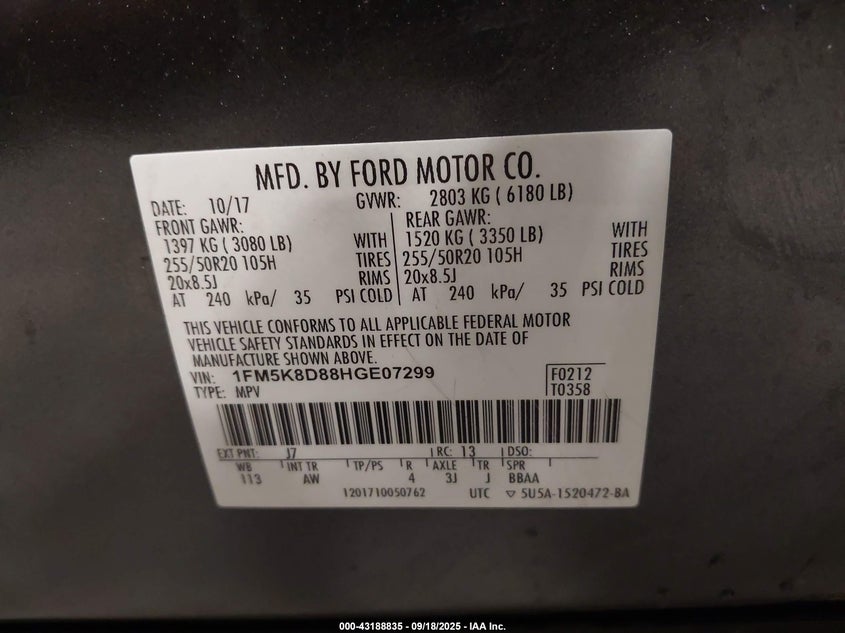 MFD. BY FORD MOTOR CO.
DATE: 10/17 GVWR: 2803 KG ( 6180 LB)
FRONT GAWR: REAR GAWR:
1397 KG ( 3080 LB) WITH 1520 KG ( 3350 LB) WITH
255/50R20 105H TIRES 255/50R20 105H TIRES
20x8.5J RIMS 20x8.5J RIMS
AT 240 kPa/ 35 PSI COLD AT 240 kPa/ 35 PSI COLD
THIS VEHICLE CONFORMS TO ALL APPLICABLE FEDERAL MOTOR
VEHICLE SAFETY STANDARDS IN EFFECT ON THE DATE OF
MANUFACTURE SHOWN ABOVE.
VIN: 1FM5K8D88HGE07299 F0212
TYPE: MPV T0358
EXT PNT: J7 RC: 13 DSO:
WB INT TR TP/PS R AXLE TR SPR
113 AW 4 3J J BBAA
1201710050762 UTC ▽ 5U5A-1520472-BA
000-43188835 - 09/18/2025 - IAA Inc.